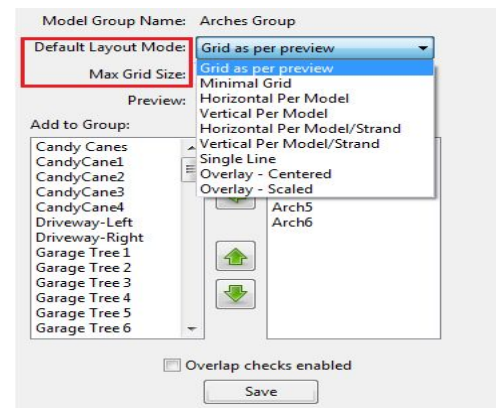 Model Group Name: Arches Group
Default Layout Mode: Grid as per preview
Max Grid Size:
Grid as per preview
Minimal Grid
Horizontal Per Model
Vertical Per Model
Horizontal Per Model/Strand
Vertical Per Model/Strand
Single Line
Overlay - Centered
Overlay - Scaled
Preview:
Add to Group:
Candy Canes
CandyCane1
CandyCane2
CandyCane3
CandyCane4
Driveway-Left
Driveway-Right
Garage Tree 1
Garage Tree 2
Garage Tree 3
Garage Tree 4
Garage Tree 5
Garage Tree 6
Arch5
Arch6
Overlap checks enabled
Save